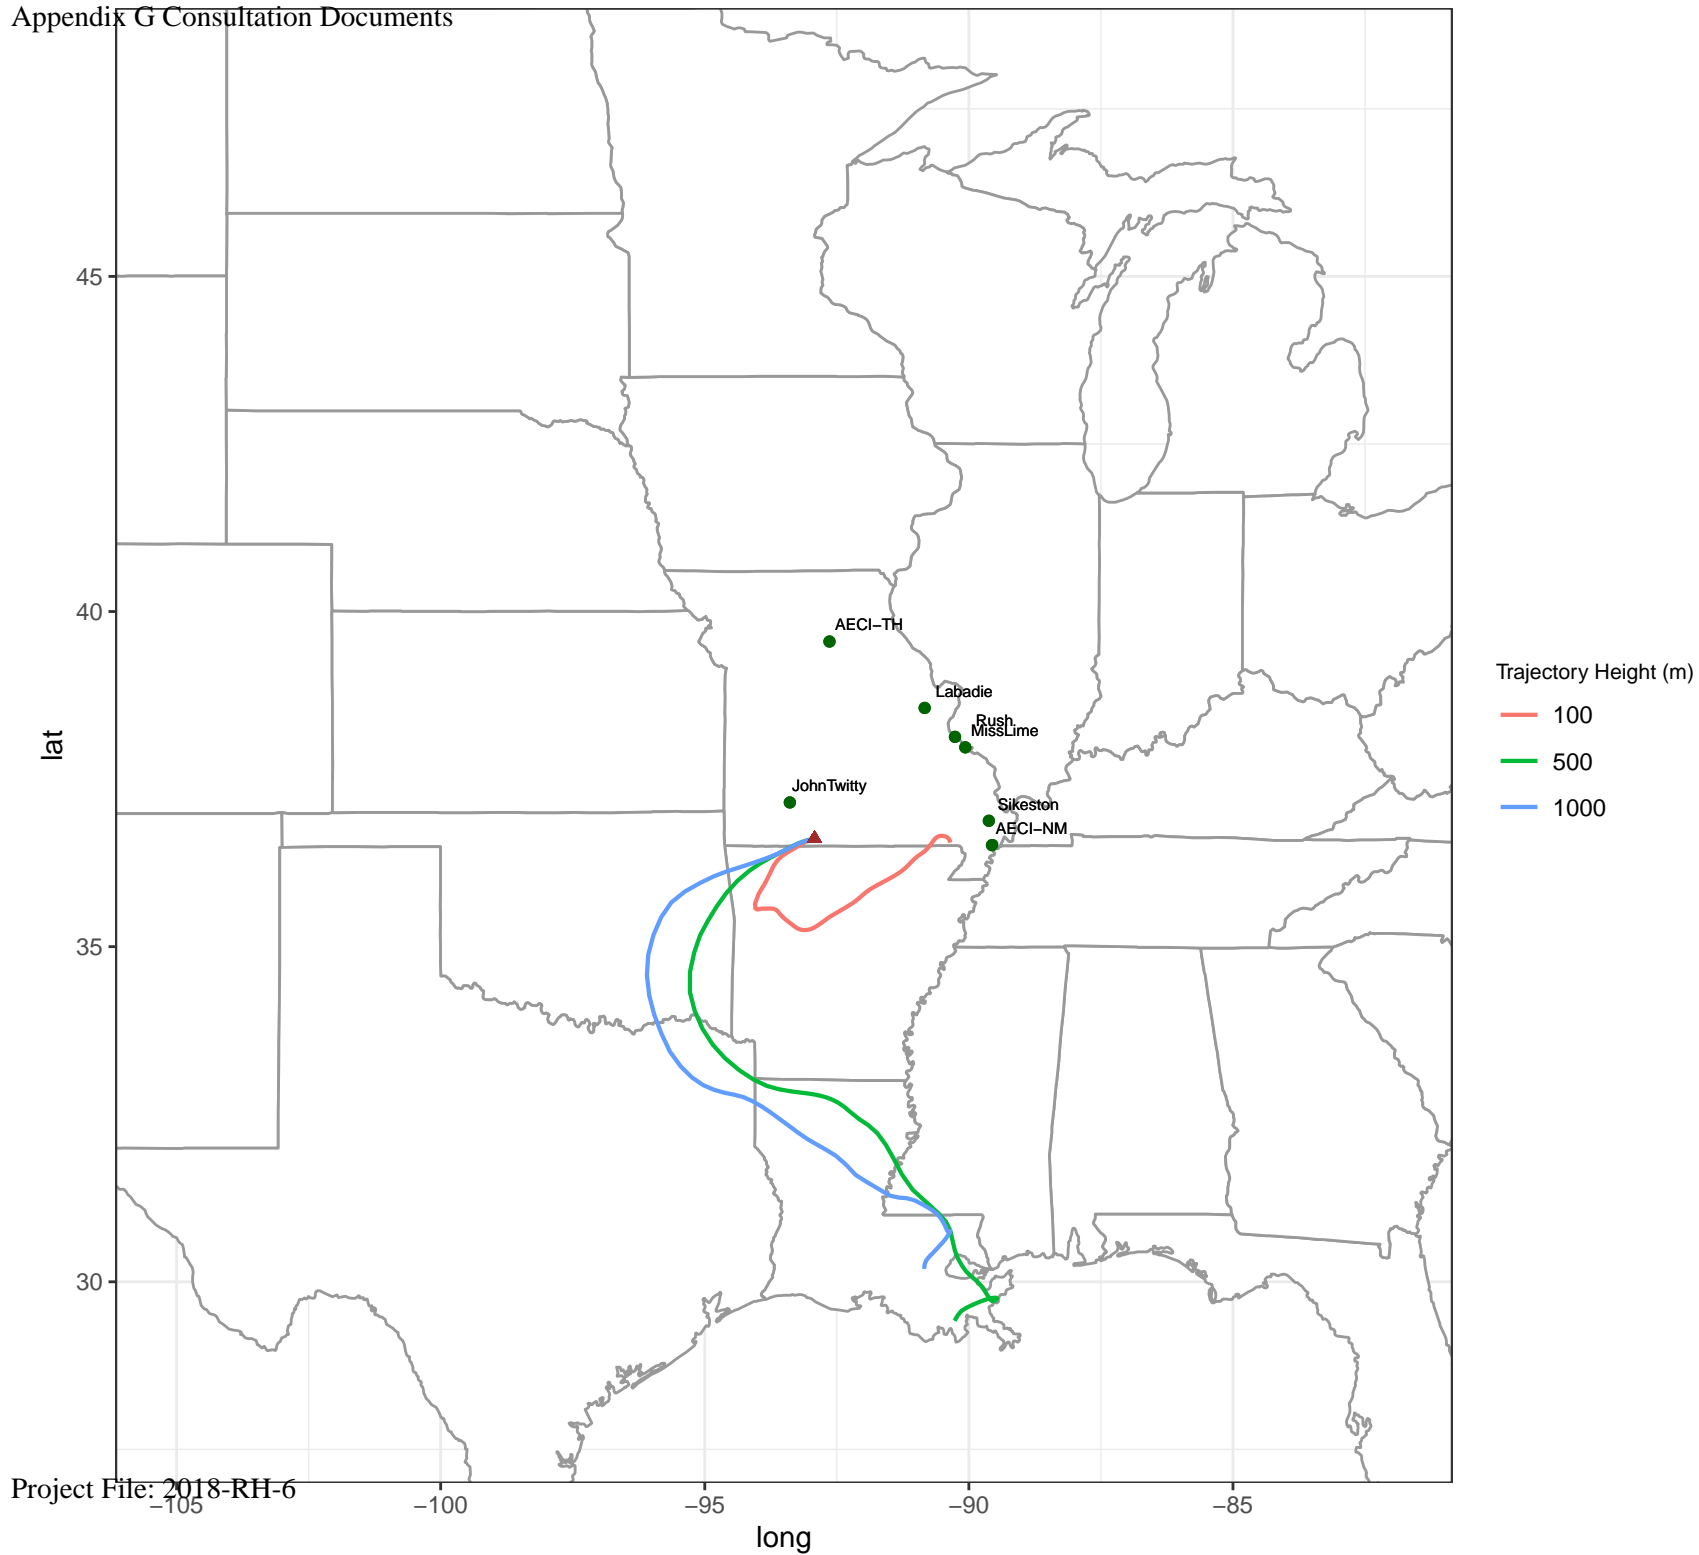 Appendix G Consultation Documents
45
40
35
30
lat
AECI−TH
Labadie
Rush
MissLime
JohnTwitty
Sikeston
AECI−NM
Trajectory Height (m)
100
500
1000
Project File: 2018-RH-6
−105
−100
−95
−90
−85
long